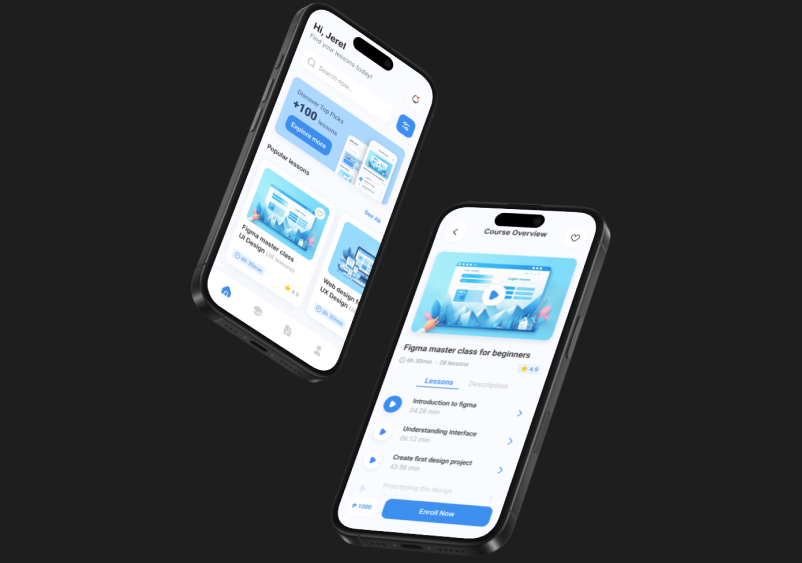 Hi, Jere!
Find your lessons today!
Search now...
Discover Top Picks
+100 lessons
Explore more
Popular lessons
See All
Figma master class
UI Design (28 lessons)
6h 30min
4.9
Web design f
UX Design
6h 30min
Course Overview
Figma master class for beginners
6h 30min · 28 lessons
4.9
Lessons
Description
Introduction to figma
04:28 min
Understanding Interface
06:12 min
Create first design project
43:58 min
Prototyping the design
₱ 1000
Enroll Now